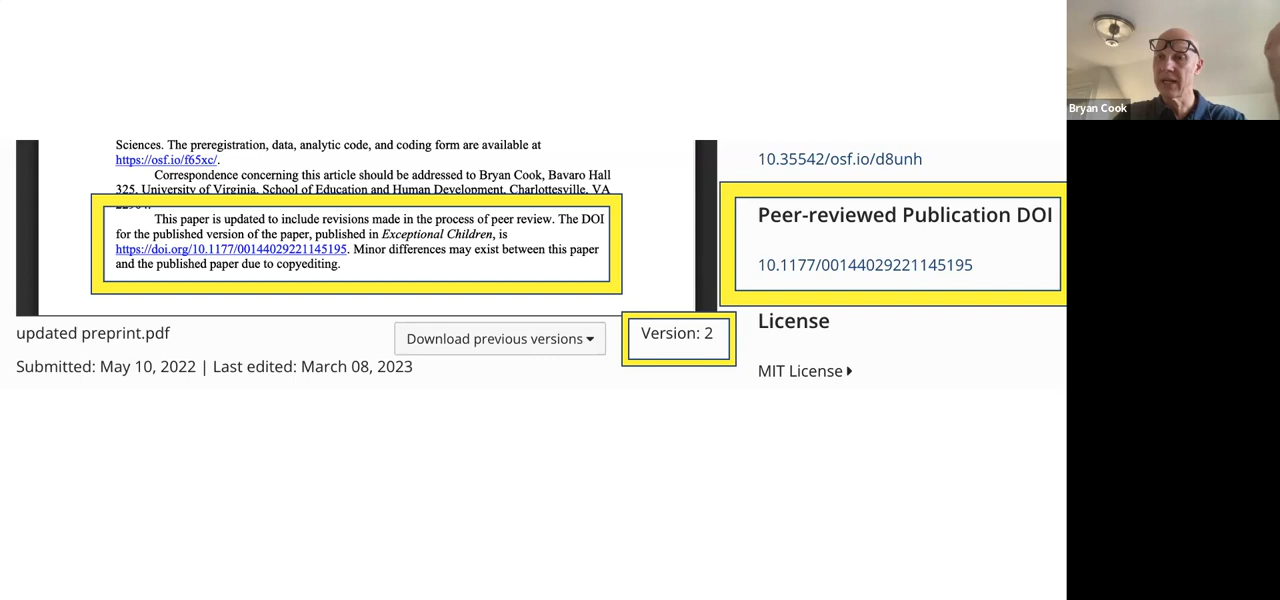 Sciences. The preregistration, data, analytic code, and coding form are available at
https://osf.io/f65xc/.
Correspondence concerning this article should be addressed to Bryan Cook, Bavaro Hall
325, University of Virginia, School of Education and Human Development, Charlottesville, VA
This paper is updated to include revisions made in the process of peer review. The DOI
for the published version of the paper, published in Exceptional Children, is
https://doi.org/10.1177/00144029221145195. Minor differences may exist between this paper
and the published paper due to copyediting.
updated preprint.pdf
Download previous versions
Version: 2
Submitted: May 10, 2022 | Last edited: March 08, 2023
10.35542/osf.io/d8unh
Peer-reviewed Publication DOI
10.1177/00144029221145195
License
MIT License
Bryan Cook